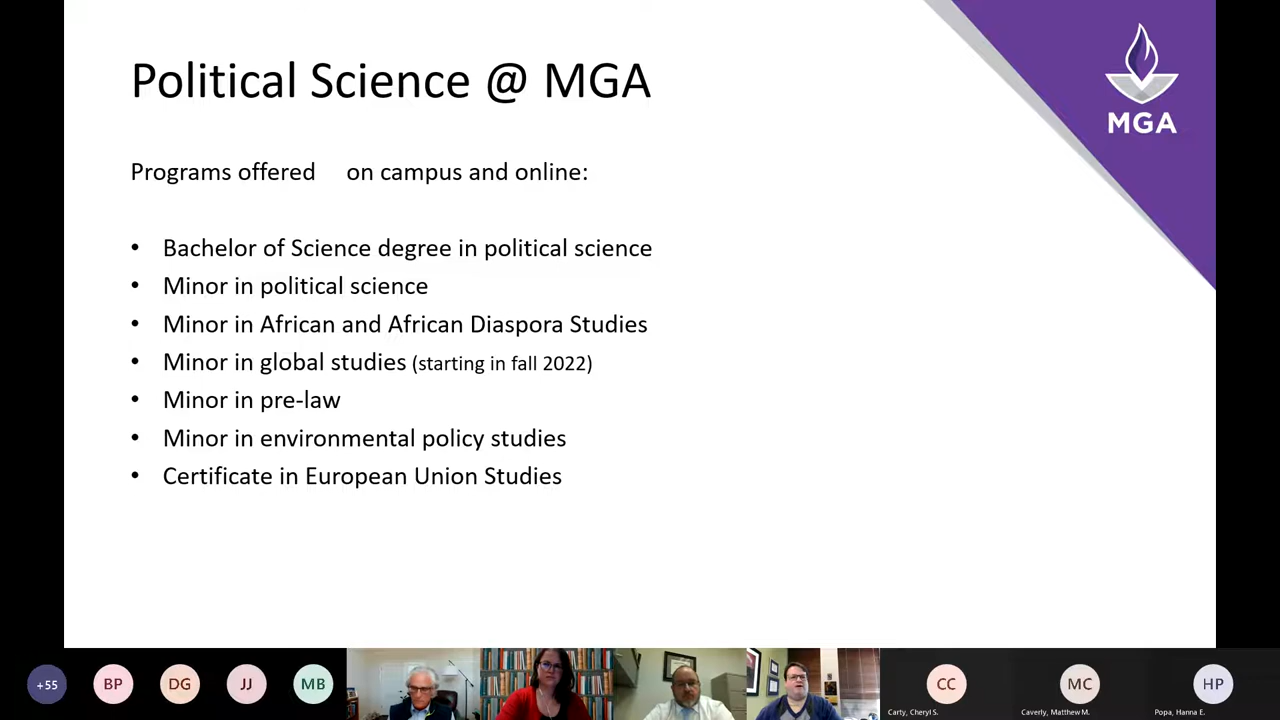 Political Science @ MGA
MGA
Programs offered on campus and online:
• Bachelor of Science degree in political science
• Minor in political science
• Minor in African and African Diaspora Studies
• Minor in global studies (starting in fall 2022)
• Minor in pre-law
• Minor in environmental policy studies
• Certificate in European Union Studies
+55
BP
DG
JJ
MB
CC
MC
HP
Carty, Cheryl S.
Caverly, Matthew M.
Popa, Hanna E.